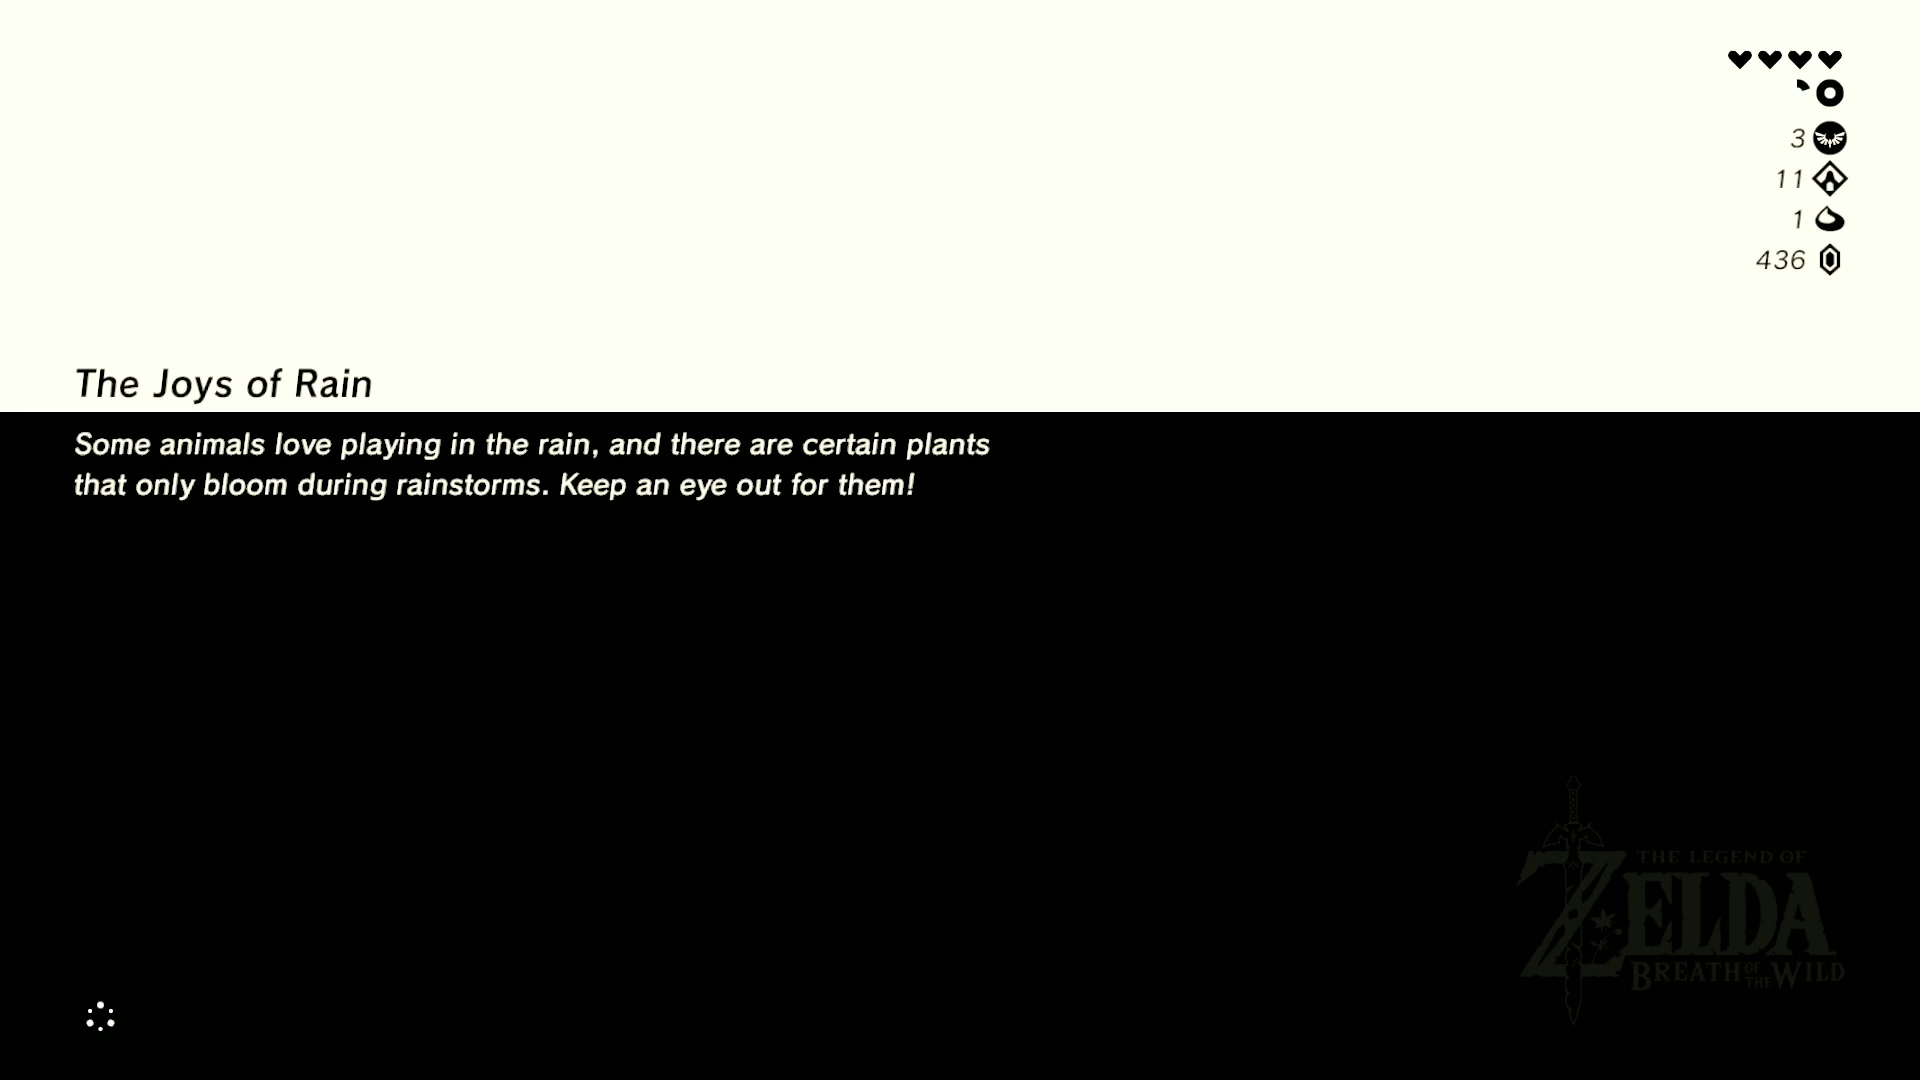 3
11
1
436
The Joys of Rain
Some animals love playing in the rain, and there are certain plants
that only bloom during rainstorms. Keep an eye out for them!
THE LEGEND OF
ZELDA
BREATH OF THE WILD